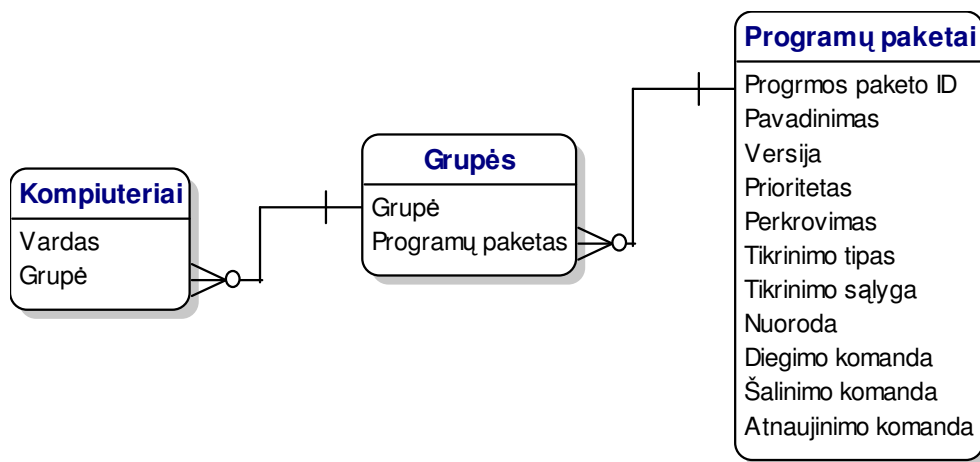 Kompiuteriai
Vardas
Grupė
Grupės
Grupė
Programų paketas
Programų paketai
Progrmos paketo ID
Pavadinimas
Versija
Prioritetas
Perkrovimas
Tikrinimo tipas
Tikrinimo sąlyga
Nuoroda
Diegimo komanda
Šalinimo komanda
Atnaujinimo komanda